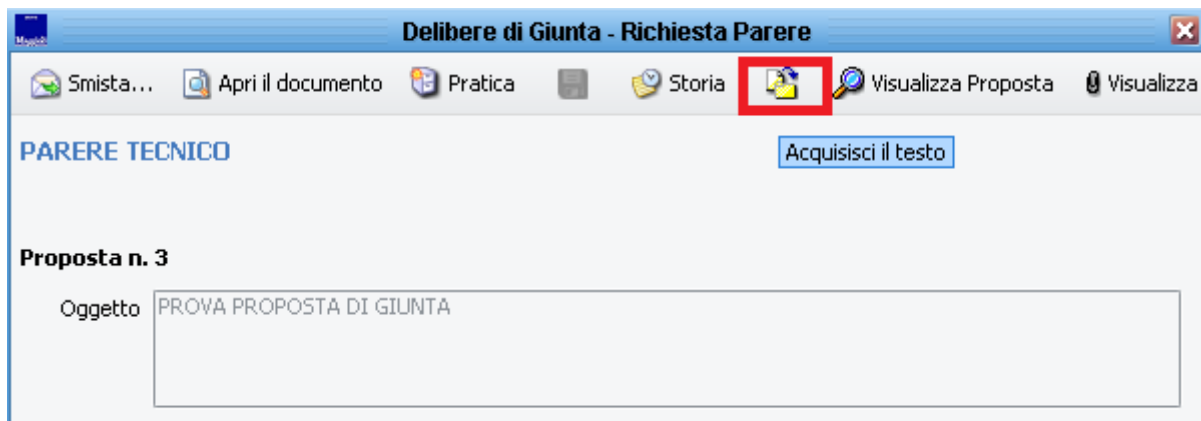 Maggioli
Delibere di Giunta - Richiesta Parere
Smista... Apri il documento Pratica Storia Visualizza Proposta Visualizza
PARERE TECNICO
Acquisisci il testo
Proposta n. 3
Oggetto PROVA PROPOSTA DI GIUNTA